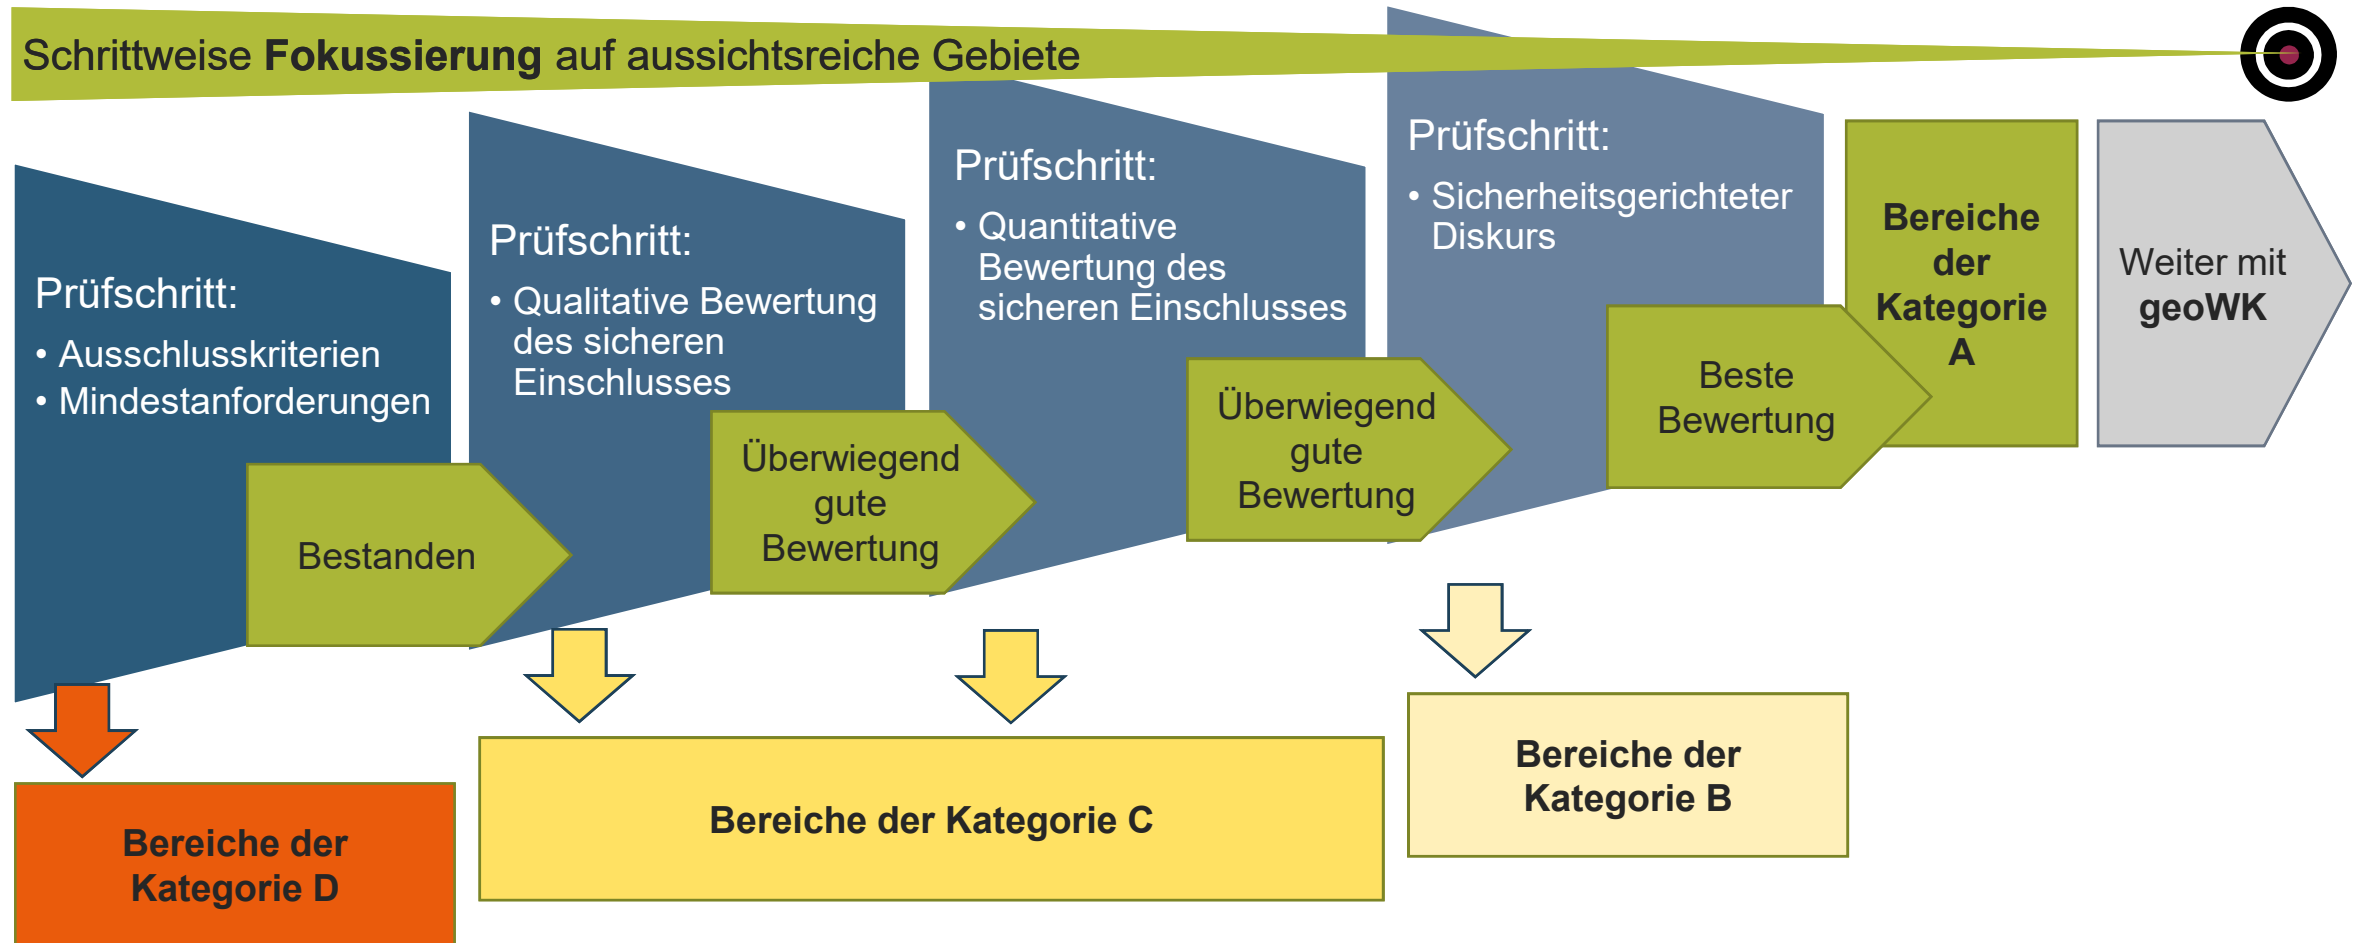 Schrittweise Fokussierung auf aussichtsreiche Gebiete
Prüfschritt:
• Ausschlusskriterien
• Mindestanforderungen
Bestanden
Prüfschritt:
• Qualitative Bewertung
des sicheren
Einschlusses
Überwiegend
gute
Bewertung
Prüfschritt:
• Quantitative
Bewertung des
sicheren Einschlusses
Überwiegend
gute
Bewertung
Prüfschritt:
• Sicherheitsgerichteter
Diskurs
Beste
Bewertung
Bereiche
der
Kategorie
A
Weiter mit
geoWK
Bereiche der
Kategorie D
Bereiche der Kategorie C
Bereiche der
Kategorie B